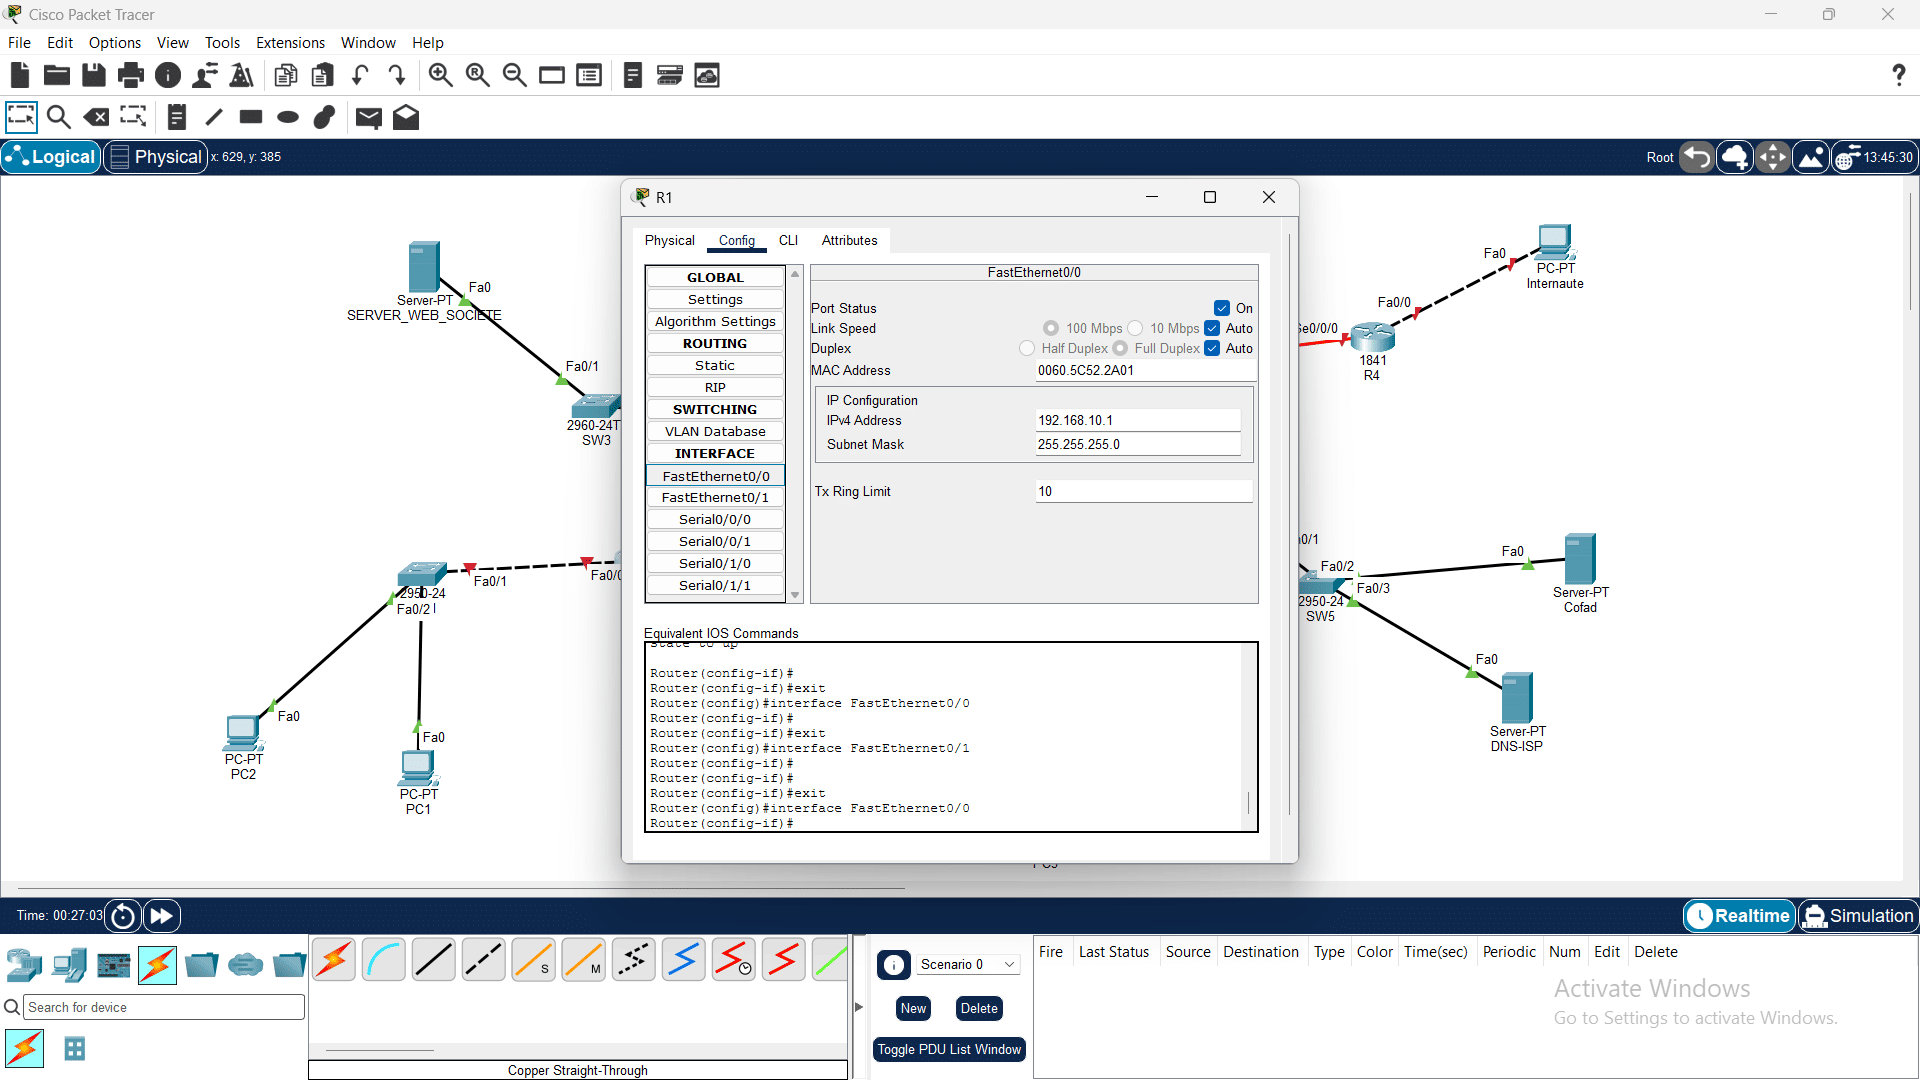 Cisco Packet Tracer
File Edit Options View Tools Extensions Window Help
Logical Physical x: 629, y: 385
Root 13:45:30
R1
Physical Config CLI Attributes
GLOBAL
Settings
Algorithm Settings
ROUTING
Static
RIP
SWITCHING
VLAN Database
INTERFACE
FastEthernet0/0
FastEthernet0/1
Serial0/0/0
Serial0/0/1
Serial0/1/0
Serial0/1/1
FastEthernet0/0
Port Status On
Link Speed 100 Mbps 10 Mbps Auto
Duplex Half Duplex Full Duplex Auto
MAC Address 0060.5C52.2A01
IP Configuration
IPv4 Address 192.168.10.1
Subnet Mask 255.255.255.0
Tx Ring Limit 10
Equivalent IOS Commands
state to up
Router(config-if)#
Router(config-if)#exit
Router(config)#interface FastEthernet0/0
Router(config-if)#
Router(config-if)#exit
Router(config)#interface FastEthernet0/1
Router(config-if)#
Router(config-if)#
Router(config-if)#exit
Router(config)#interface FastEthernet0/0
Router(config-if)#
Fa0
Server-PT
SERVER_WEB_SOCIETE
Fa0/1
2960-24T
SW3
2950-24
Fa0/1
Fa0/2
Fa0/0
Fa0
PC-PT
PC2
Fa0
PC-PT
PC1
Fa0
PC-PT
Internaute
Fa0/0
Se0/0/0
1841
R4
Fa0/2
Fa0
Fa0/3
2950-24
SW5
Server-PT
Cofad
Fa0
Server-PT
DNS-ISP
Time: 00:27:03
Realtime Simulation
S
M
Search for device
Copper Straight-Through
Scenario 0
New Delete
Toggle PDU List Window
Fire Last Status Source Destination Type Color Time(sec) Periodic Num Edit Delete
Activate Windows
Go to Settings to activate Windows.